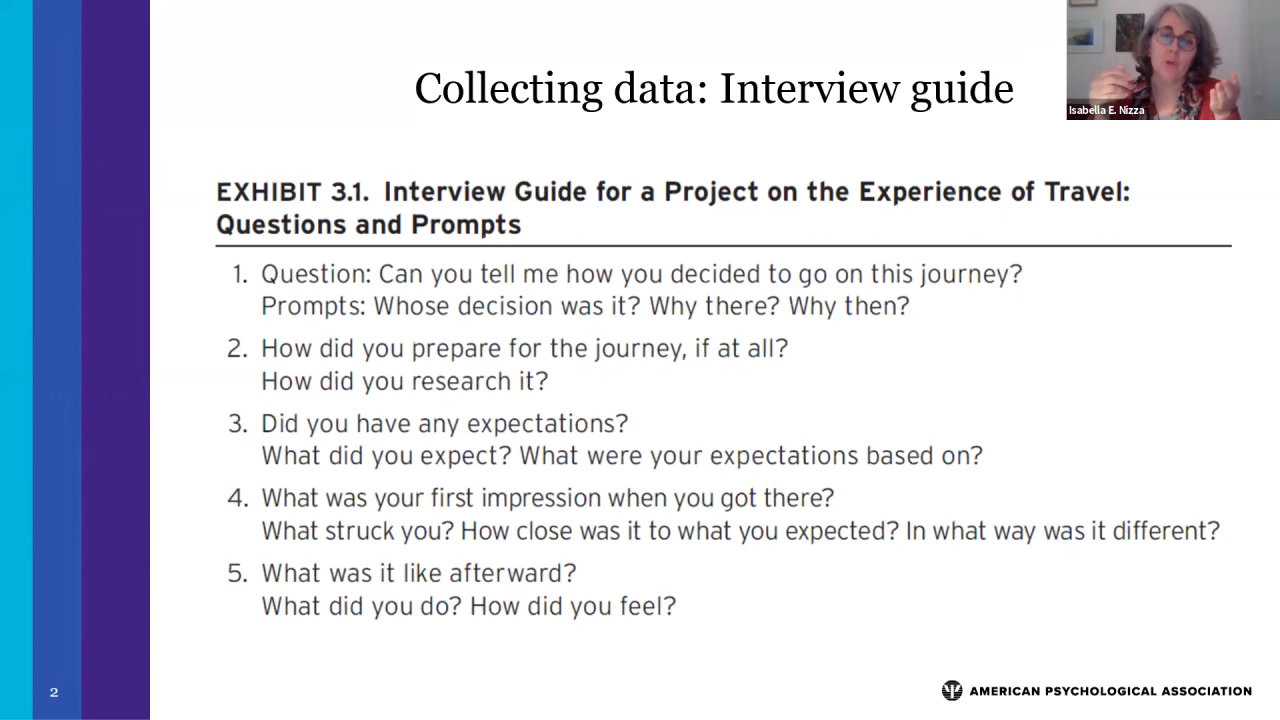 Collecting data: Interview guide
Isabella E. Nizza
EXHIBIT 3.1. Interview Guide for a Project on the Experience of Travel:
Questions and Prompts
1. Question: Can you tell me how you decided to go on this journey?
Prompts: Whose decision was it? Why there? Why then?
2. How did you prepare for the journey, if at all?
How did you research it?
3. Did you have any expectations?
What did you expect? What were your expectations based on?
4. What was your first impression when you got there?
What struck you? How close was it to what you expected? In what way was it different?
5. What was it like afterward?
What did you do? How did you feel?
2
AMERICAN PSYCHOLOGICAL ASSOCIATION